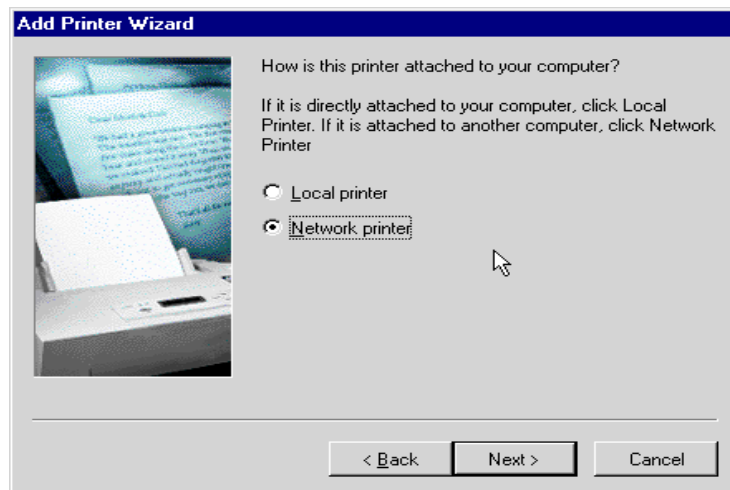 Add Printer Wizard
How is this printer attached to your computer?
If it is directly attached to your computer, click Local
Printer. If it is attached to another computer, click Network
Printer
Local printer
Network printer
< Back Next > Cancel